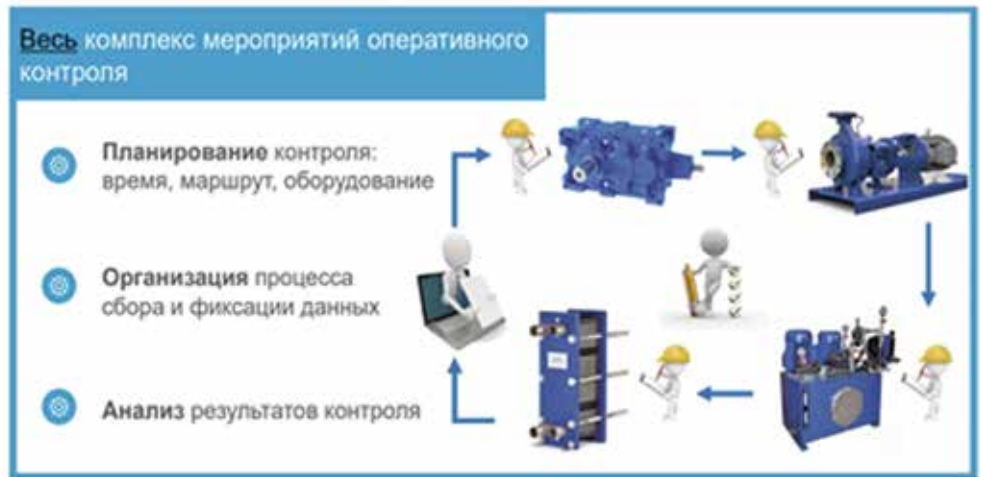 Весь комплекс мероприятий оперативного
контроля
Планирование контроля:
время, маршрут, оборудование
Организация процесса
сбора и фиксации данных
Анализ результатов контроля